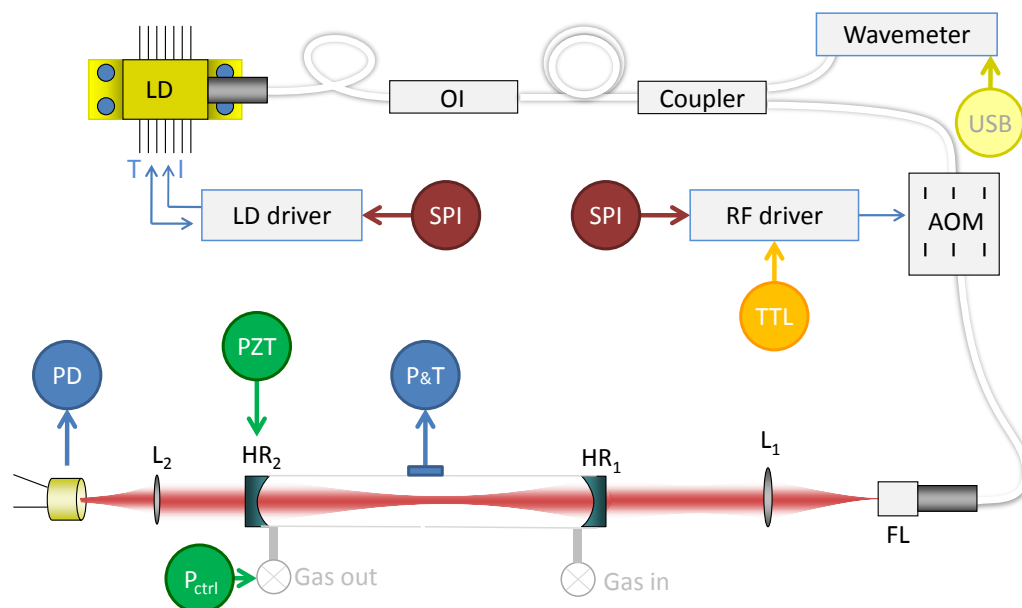 Wavemeter
LD
OI
Coupler
USB
T
I
LD driver
SPI
SPI
RF driver
AOM
TTL
PZT
PD
P&T
L₂
HR₂
HR₁
L₁
FL
P_ctrl
Gas out
Gas in